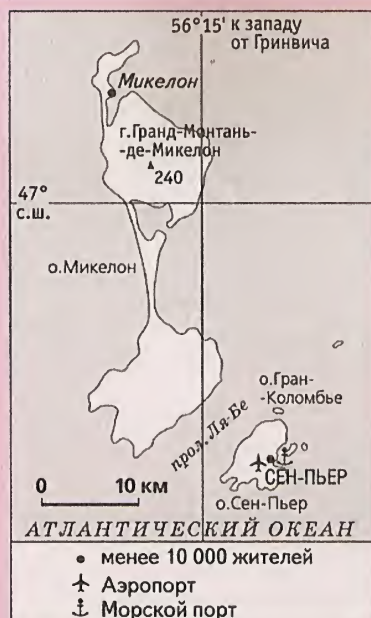 56°15' к западу
от Гринвича
Микелон
г.Гранд-Монтань-
-де-Микелон
240
47°
с.ш.
о.Микелон
о.Гран-
-Коломбье
прол. Ля-Бе
СЕН-ПЬЕР
о.Сен-Пьер
0 10 км
АТЛАНТИЧЕСКИЙ ОКЕАН
менее 10 000 жителей
Аэропорт
Морской порт